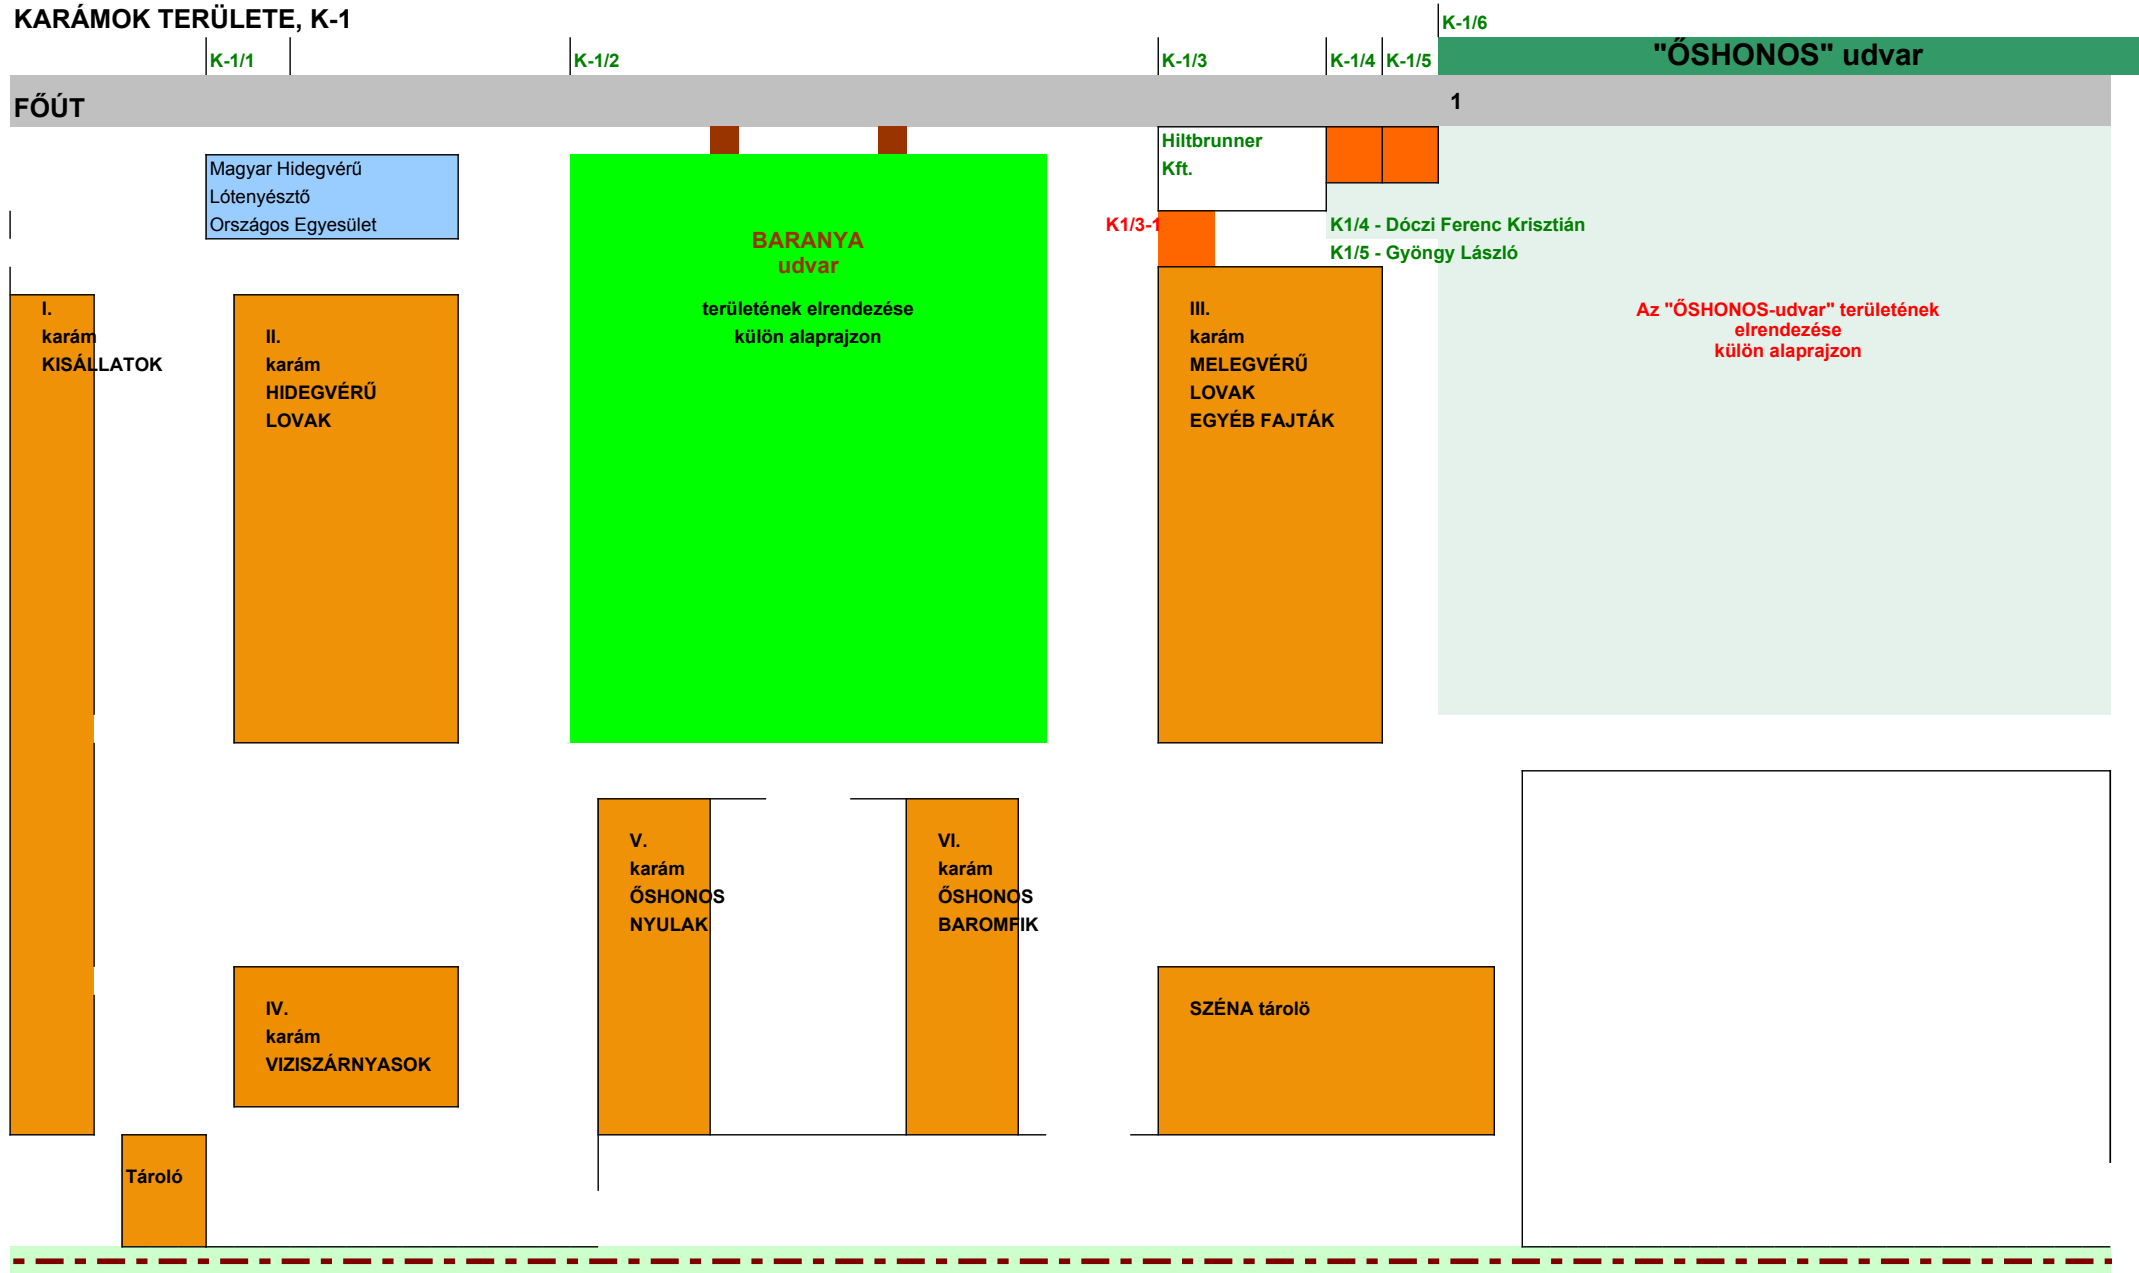 KARÁMOK TERÜLETE, K-1
K-1/6
K-1/1
K-1/2
K-1/3
K-1/4
K-1/5
"ŐSHONOS" udvar
FŐÚT
1
Magyar Hidegvérű
Lótenyésztő
Országos Egyesület
BARANYA
udvar
területének elrendezése
külön alaprajzon
Hiltbrunner
Kft.
K1/3-1
K1/4 - Dóczi Ferenc Krisztián
K1/5 - Gyöngy László
I.
karám
KISÁLLATOK
II.
karám
HIDEGVÉRŰ
LOVAK
III.
karám
MELEGVÉRŰ
LOVAK
EGYÉB FAJTÁK
Az "ŐSHONOS-udvar" területének
elrendezése
külön alaprajzon
V.
karám
ŐSHONOS
NYULAK
VI.
karám
ŐSHONOS
BAROMFIK
IV.
karám
VIZISZÁRNYASOK
SZÉNA tárolö
Tároló